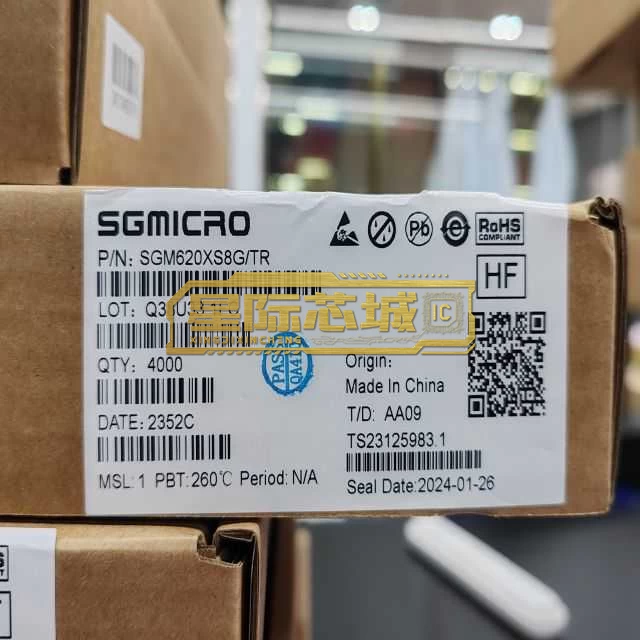 SGMICRO
P/N: SGM620XS8G/TR
LOT:
QTY: 4000
DATE: 2352C
MSL: 1 PBT: 260℃ Period: N/A
Pb
e
RoHS
COMPLIANT
HF
星际芯城
IC
PASS
Origin:
Made In China
T/D: AA09
TS23125983.1
Seal Date: 2024-01-26